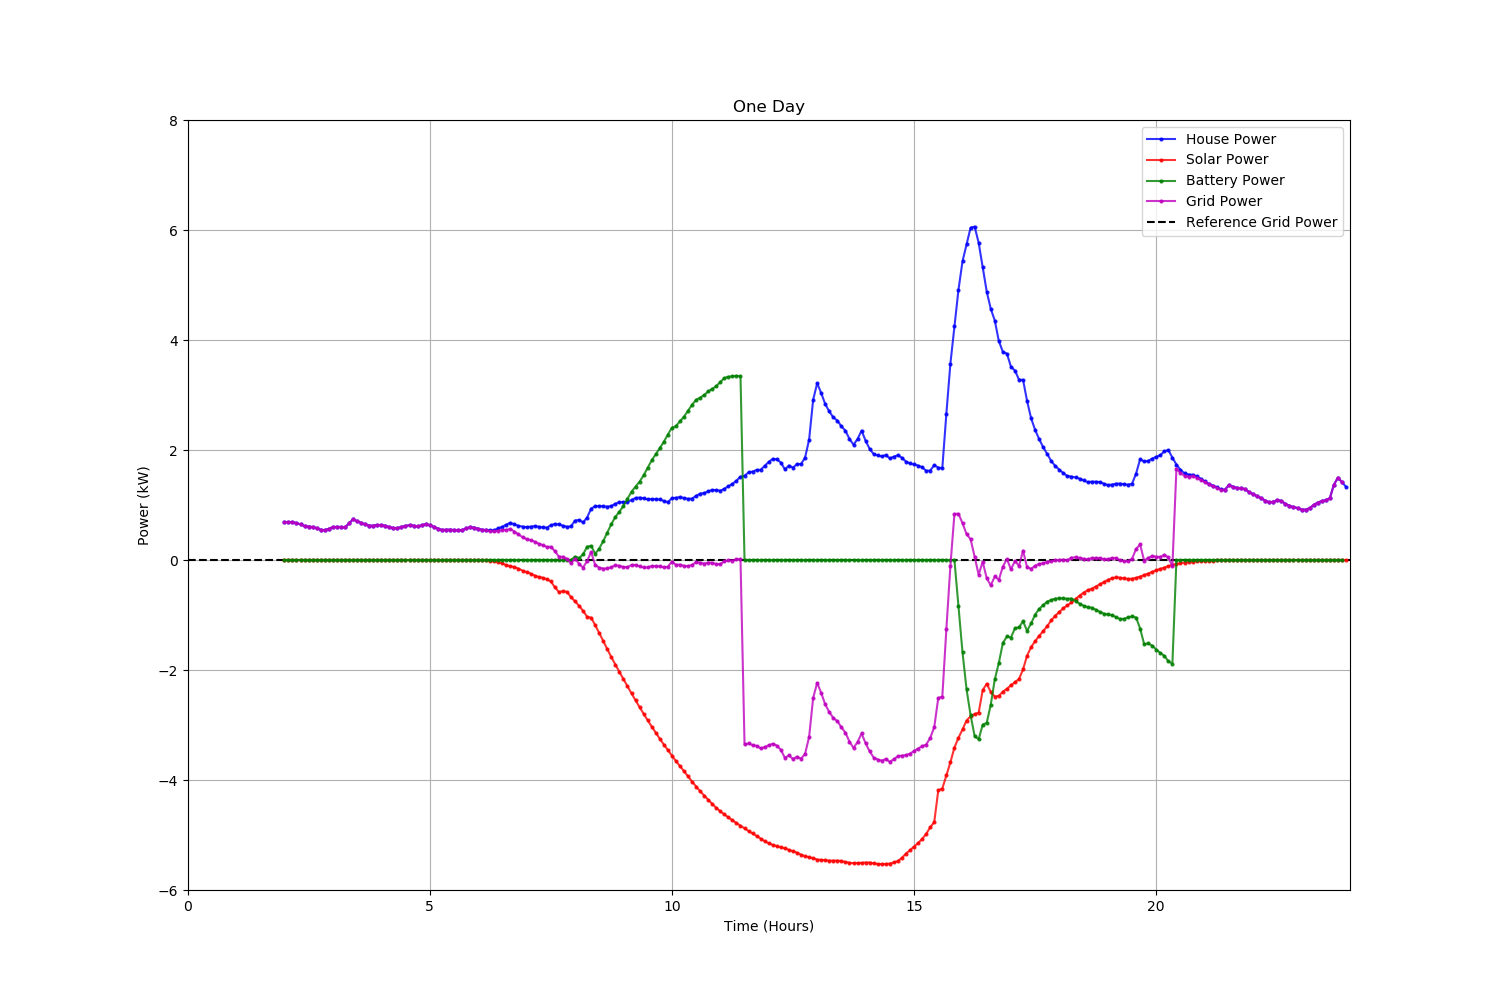 One Day
8
6
4
2
0
−2
−4
−6
Power (kW)
0
5
10
15
20
Time (Hours)
House Power
Solar Power
Battery Power
Grid Power
Reference Grid Power